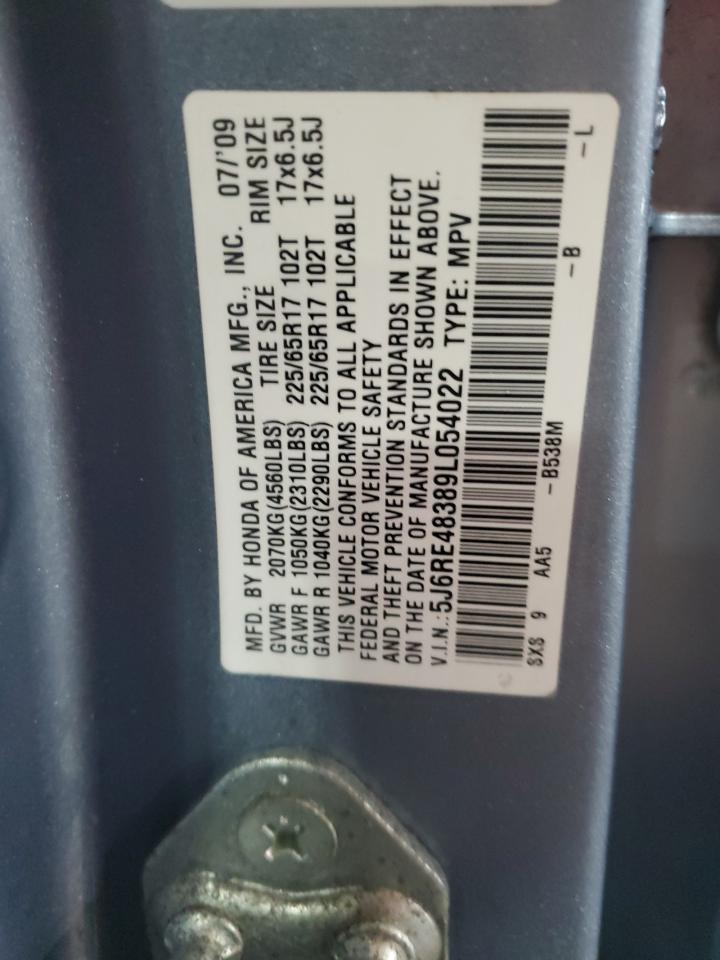 MFD. BY HONDA OF AMERICA MFG., INC. 07/'09
GVWR 2070KG(4560LBS) TIRE SIZE RIM SIZE
GAWR F 1050KG(2310LBS) 225/65R17 102T 17x6.5J
GAWR R 1040KG(2290LBS) 225/65R17 102T 17x6.5J
THIS VEHICLE CONFORMS TO ALL APPLICABLE
FEDERAL MOTOR VEHICLE SAFETY
AND THEFT PREVENTION STANDARDS IN EFFECT
ON THE DATE OF MANUFACTURE SHOWN ABOVE.
V.I.N.: 5J6RE48389L054022 TYPE: MPV
SXS 9 AA5 -B538M -B -L